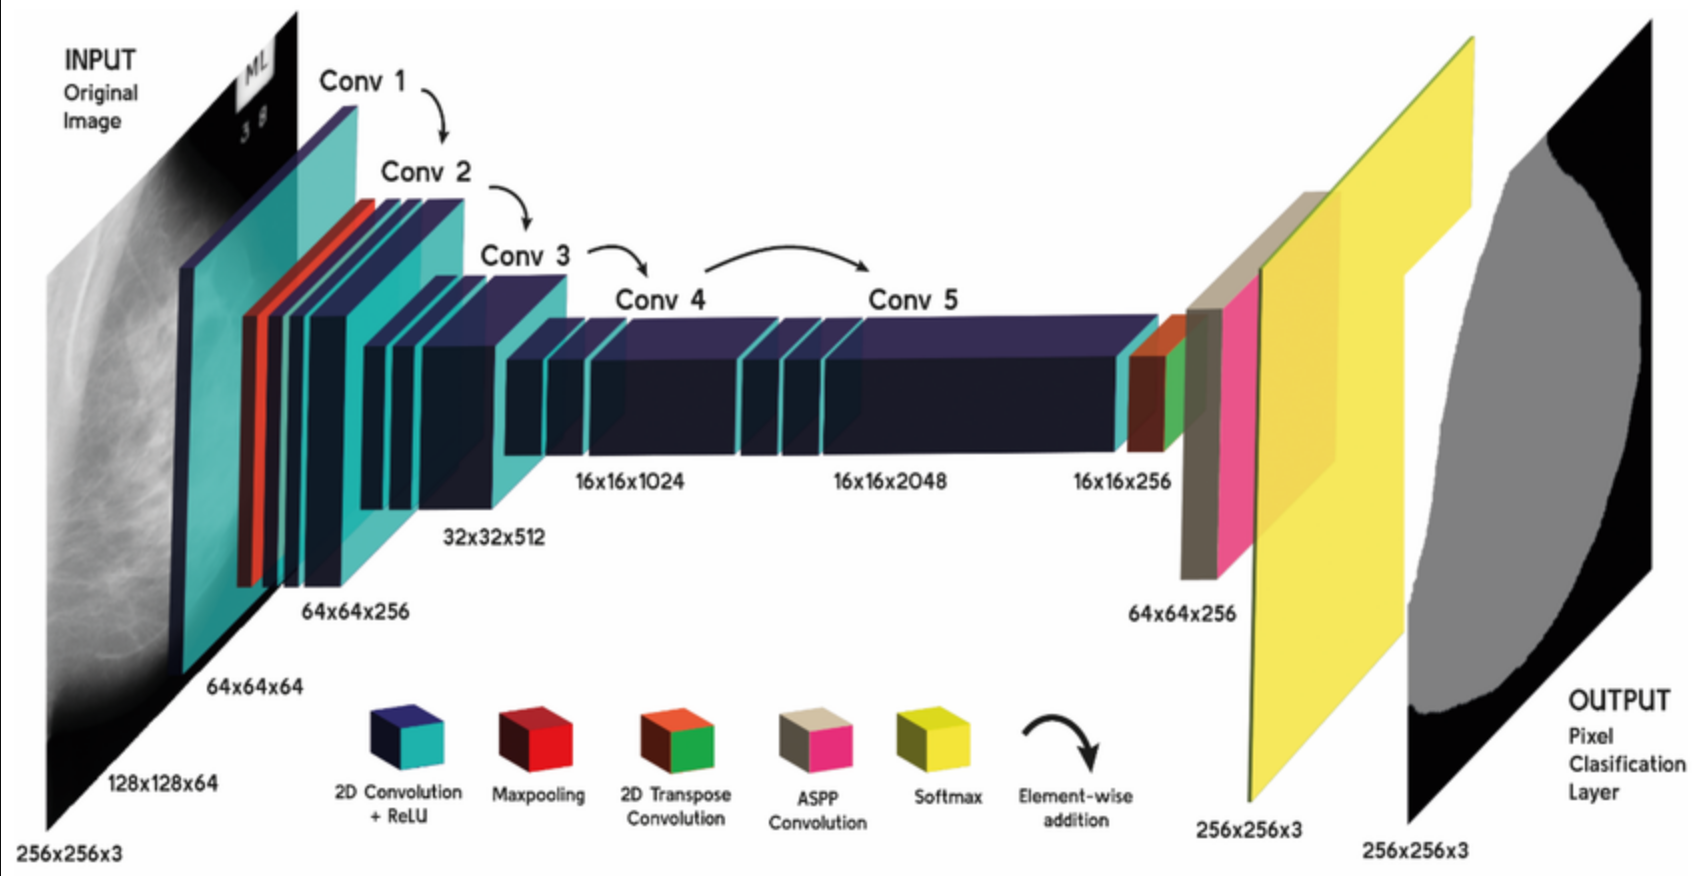 INPUT
Original
Image
ML
3 8
Conv 1
Conv 2
Conv 3
Conv 4
Conv 5
16x16x1024
16x16x2048
16x16x256
32x32x512
64x64x256
64x64x256
64x64x64
128x128x64
256x256x3
256x256x3
256x256x3
OUTPUT
Pixel
Clasification
Layer
2D Convolution
+ ReLU
Maxpooling
2D Transpose
Convolution
ASPP
Convolution
Softmax
Element-wise
addition